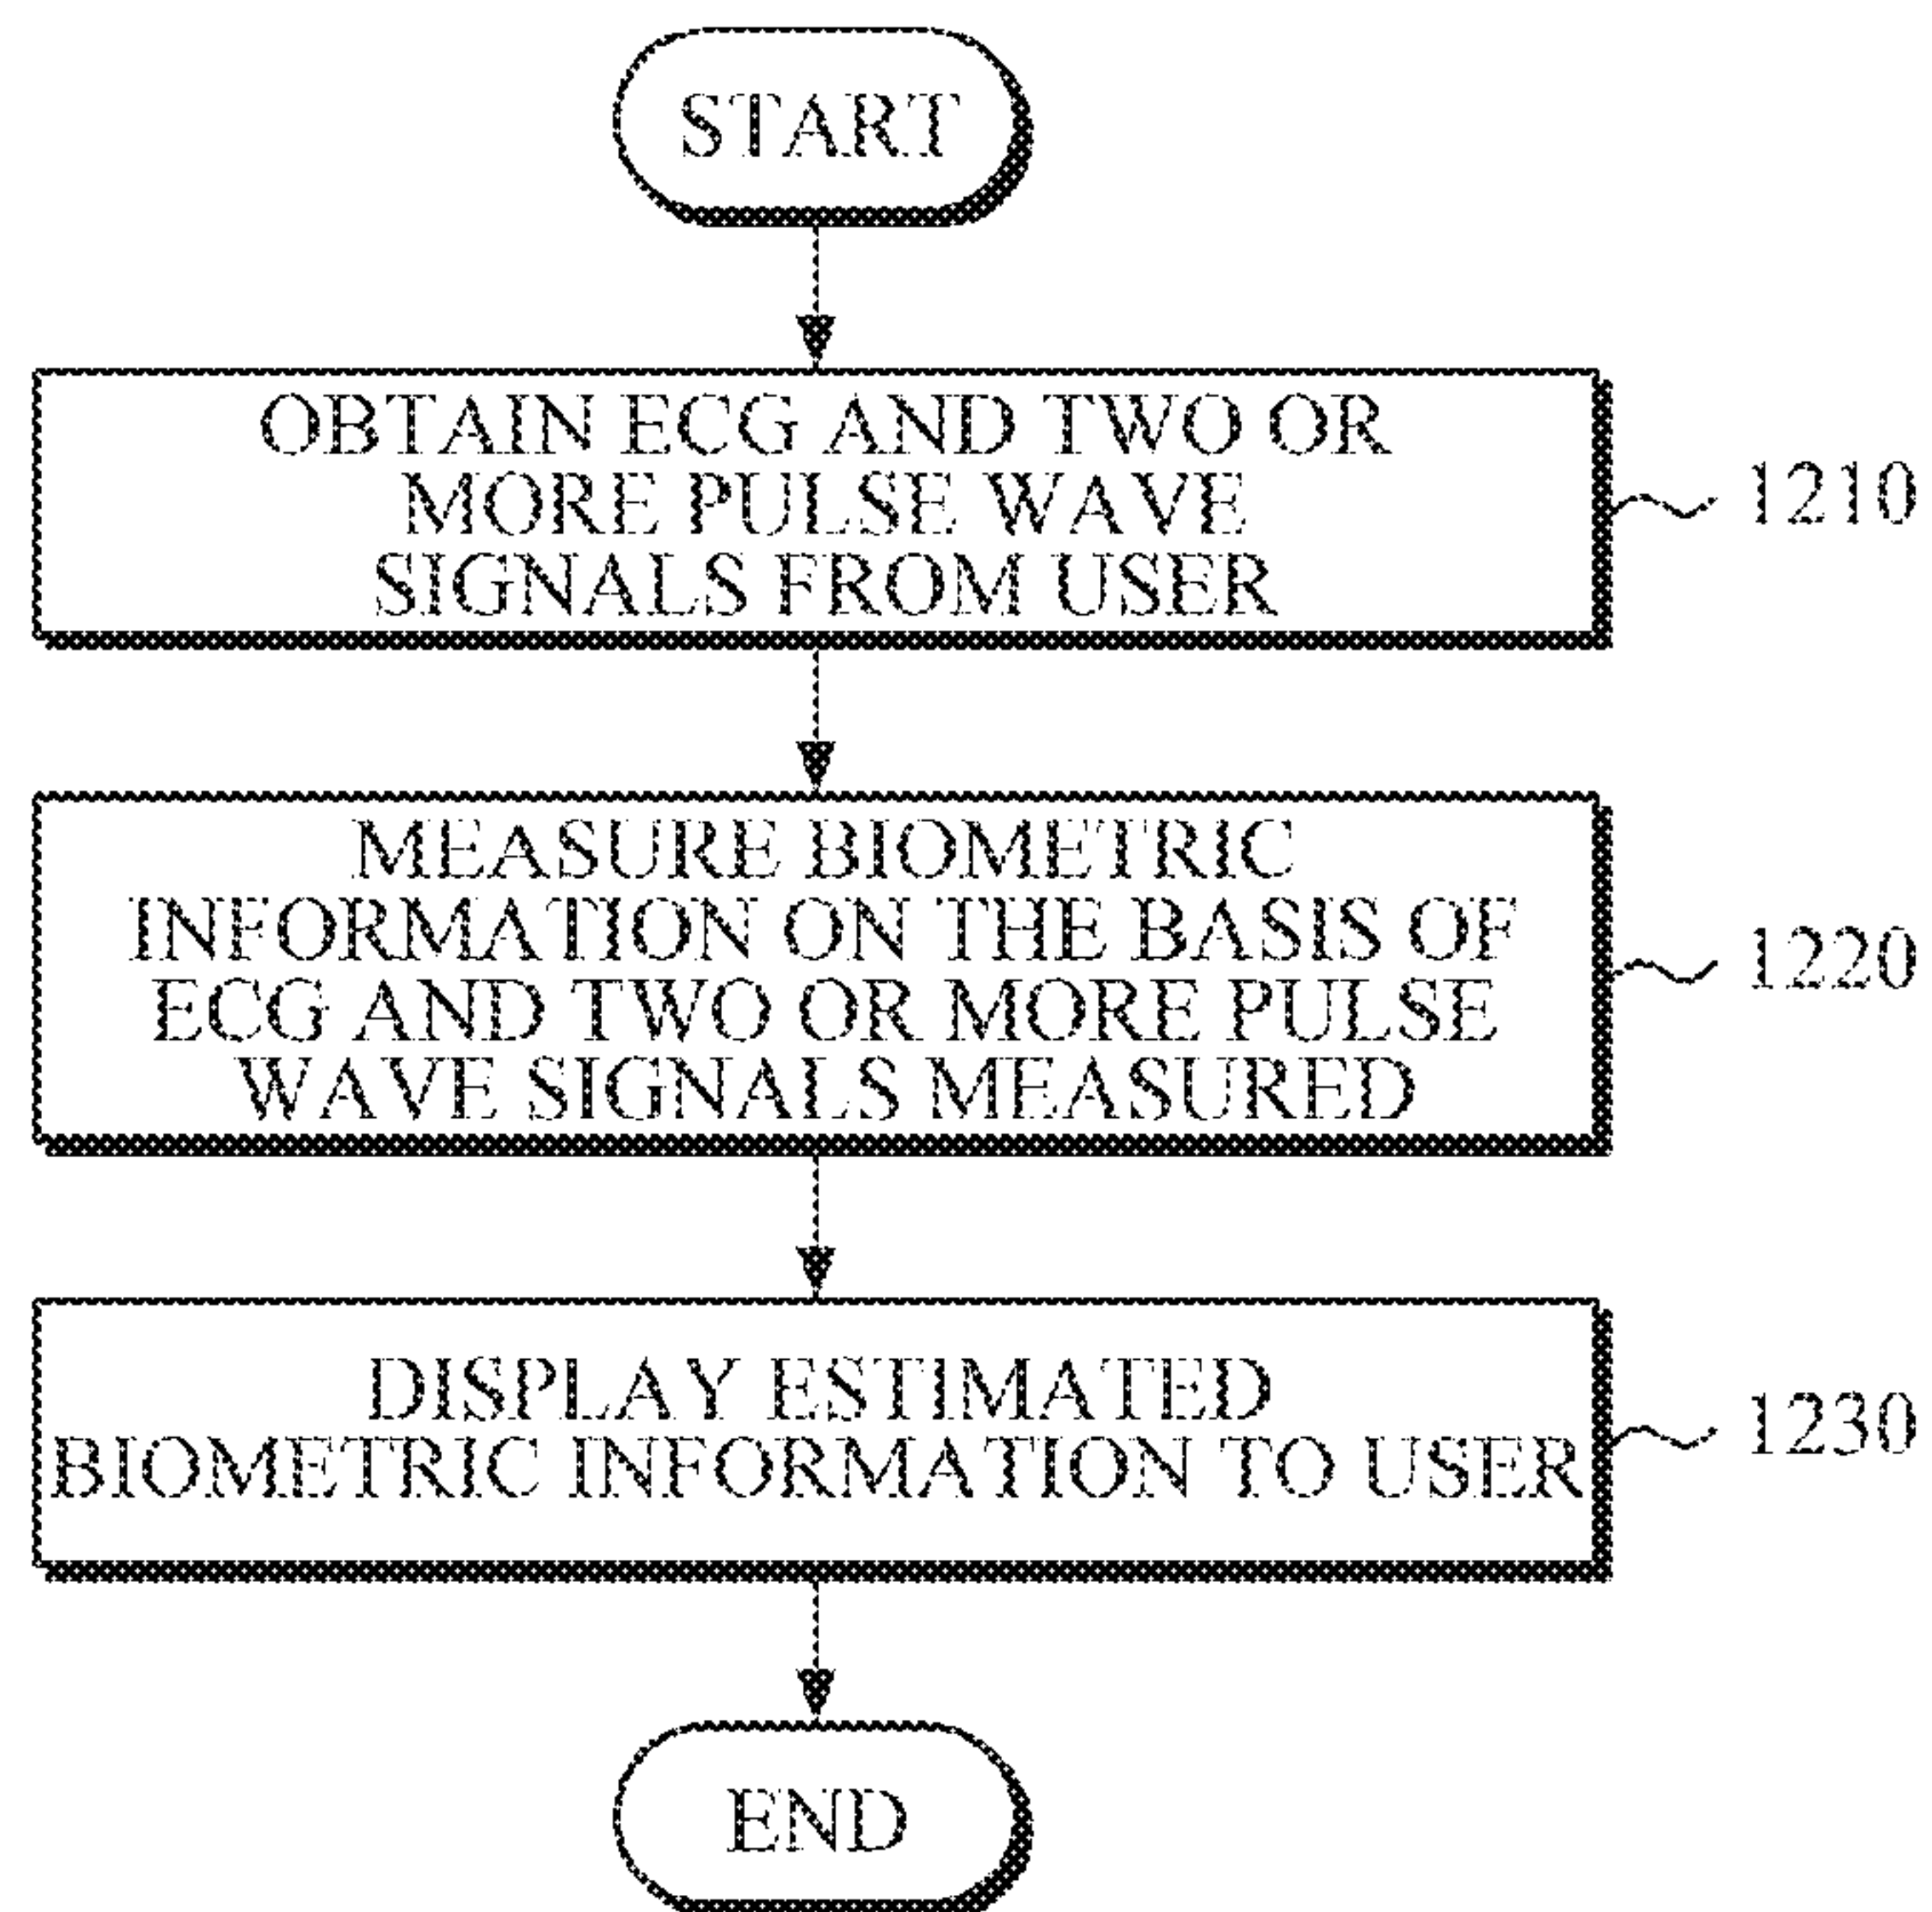 START
OBTAIN ECG AND TWO OR
MORE PULSE WAVE
SIGNALS FROM USER
1210
MEASURE BIOMETRIC
INFORMATION ON THE BASIS OF
ECG AND TWO OR MORE PULSE
WAVE SIGNALS MEASURED
1220
DISPLAY ESTIMATED
BIOMETRIC INFORMATION TO USER
1230
END